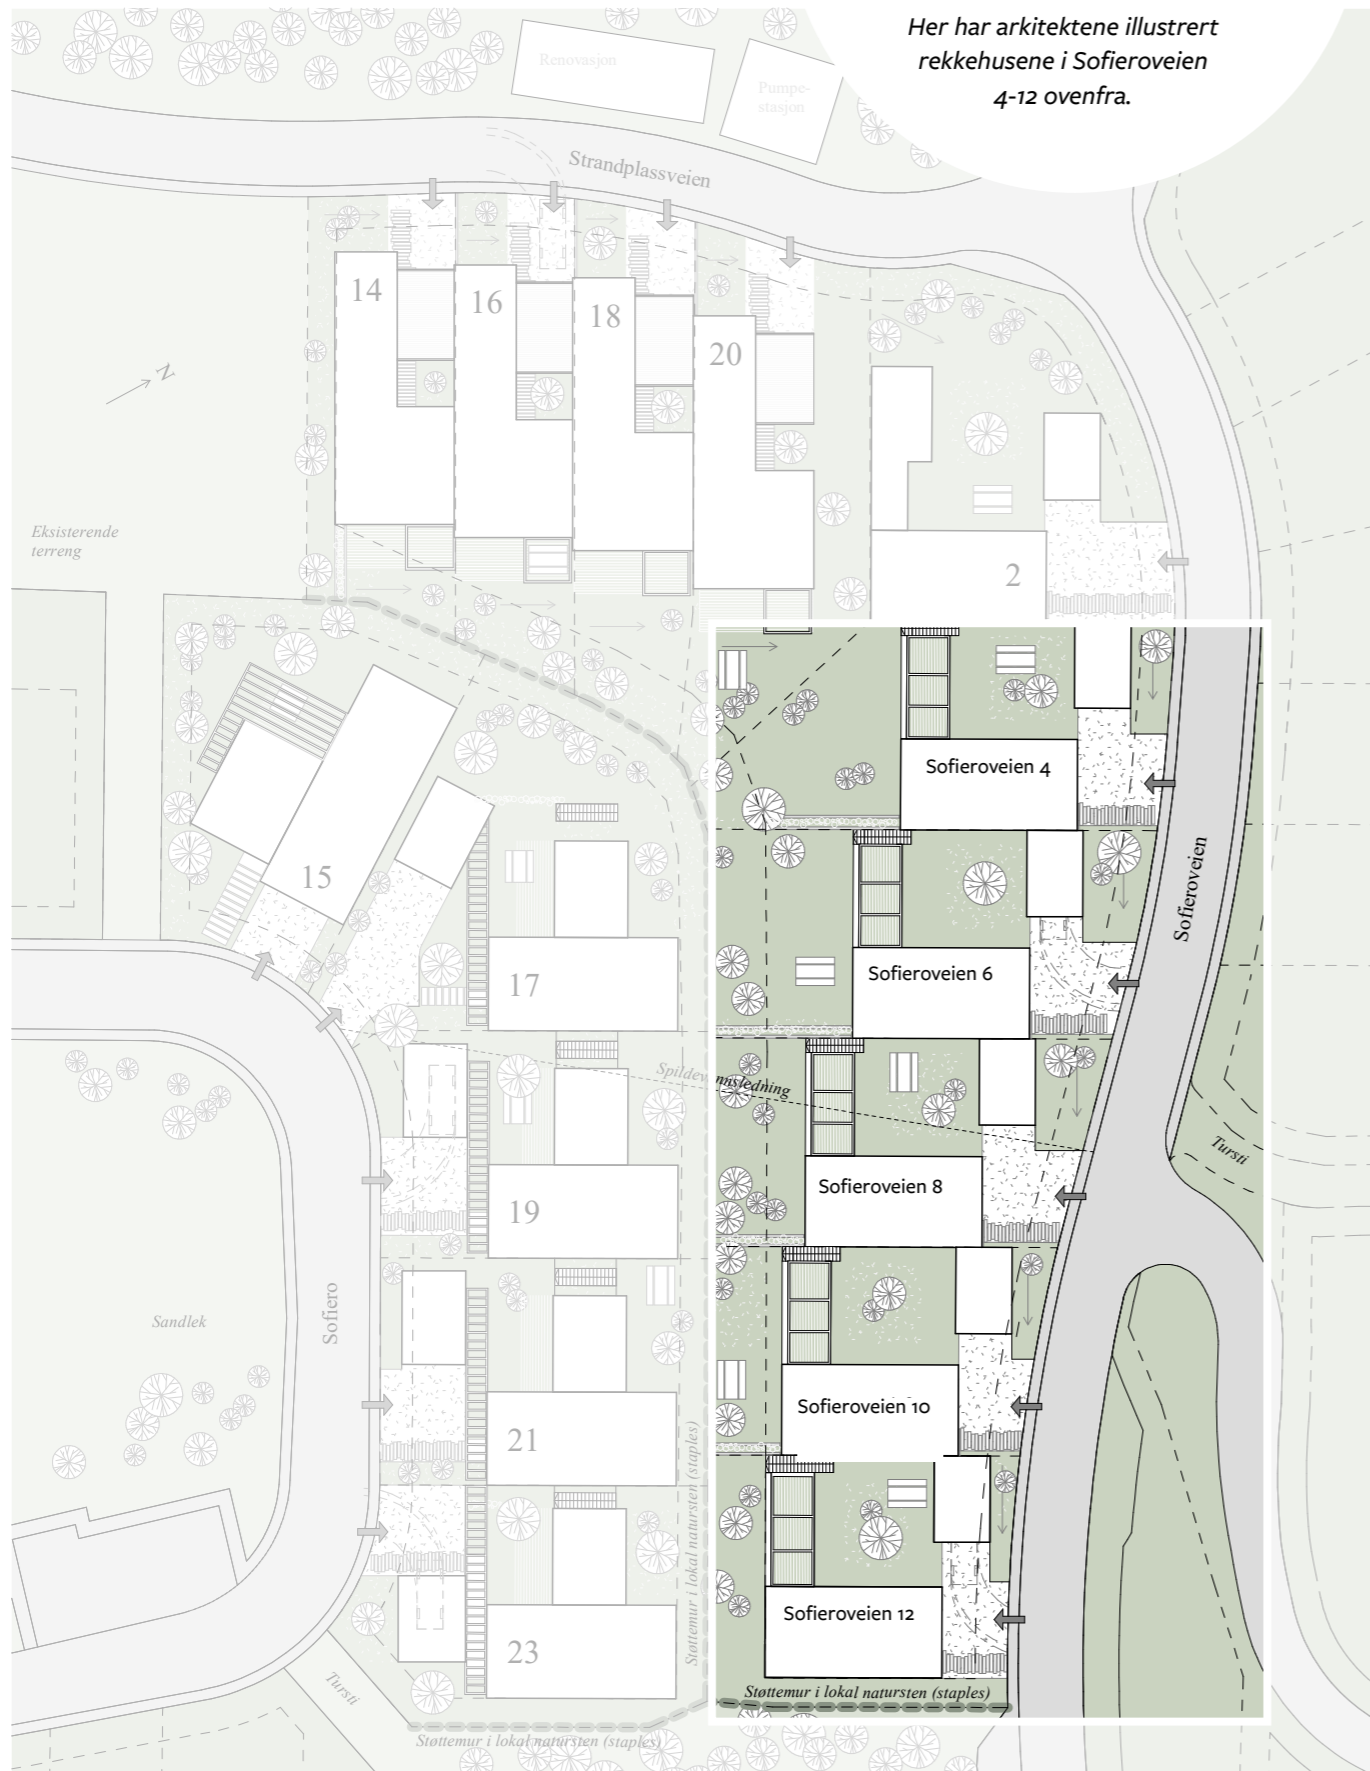 Her har arkitektene illustrert
rekkehusene i Sofieroveien
4-12 ovenfra.
Renovasjon
Pumpe-
stasjon
Strandplassveien
14
16
18
20
N
Eksisterende
terreng
2
Sofieroveien 4
15
Sofieroveien
17
Sofieroveien 6
Spildevannsledning
Tursti
19
Sofieroveien 8
Sofiero
Sandlek
21
Sofieroveien 10
Støttemur i lokal natursten (staples)
23
Sofieroveien 12
Tursti
Støttemur i lokal natursten (staples)
Støttemur i lokal natursten (staples)